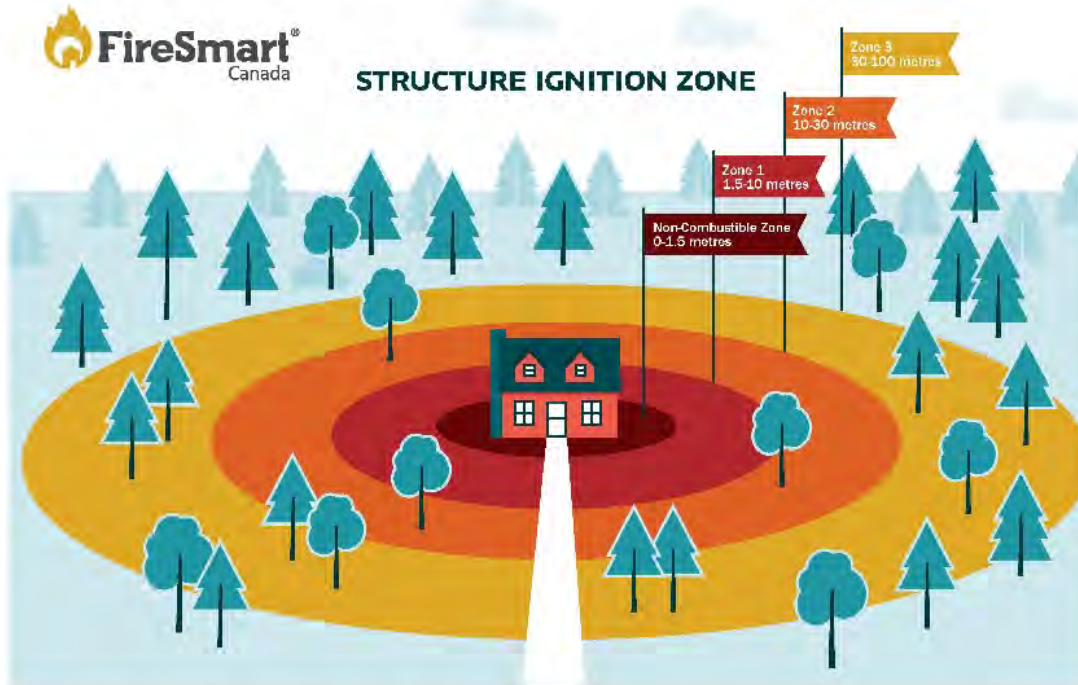 FireSmart®
Canada
STRUCTURE IGNITION ZONE
Zone 3
30-100 metres
Zone 2
10-30 metres
Zone 1
1.5-10 metres
Non-Combustible Zone
0-1.5 metres